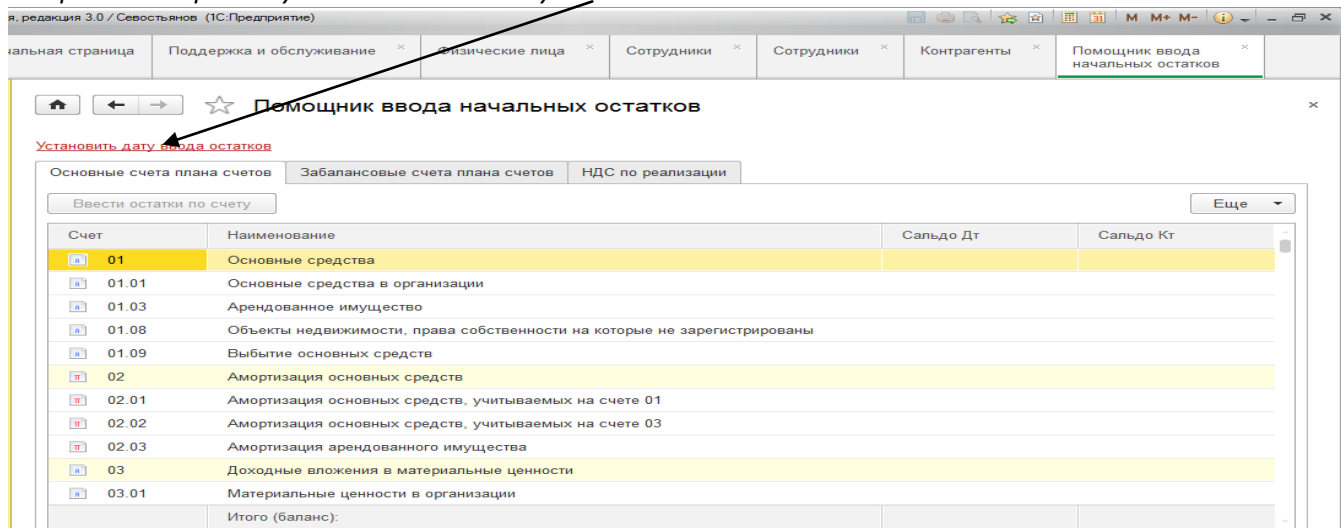 я, редакция 3.0 / Севостьянов (1С:Предприятие)
31 M M+ M-
чальная страница Поддержка и обслуживание Физические лица Сотрудники Сотрудники Контрагенты Помощник ввода начальных остатков
Помощник ввода начальных остатков
Установить дату ввода остатков
Основные счета плана счетов Забалансовые счета плана счетов НДС по реализации
Ввести остатки по счету Еще
Счет Наименование Сальдо Дт Сальдо Кт
01 Основные средства
01.01 Основные средства в организации
01.03 Арендованное имущество
01.08 Объекты недвижимости, права собственности на которые не зарегистрированы
01.09 Выбытие основных средств
02 Амортизация основных средств
02.01 Амортизация основных средств, учитываемых на счете 01
02.02 Амортизация основных средств, учитываемых на счете 03
02.03 Амортизация арендованного имущества
03 Доходные вложения в материальные ценности
03.01 Материальные ценности в организации
Итого (баланс):